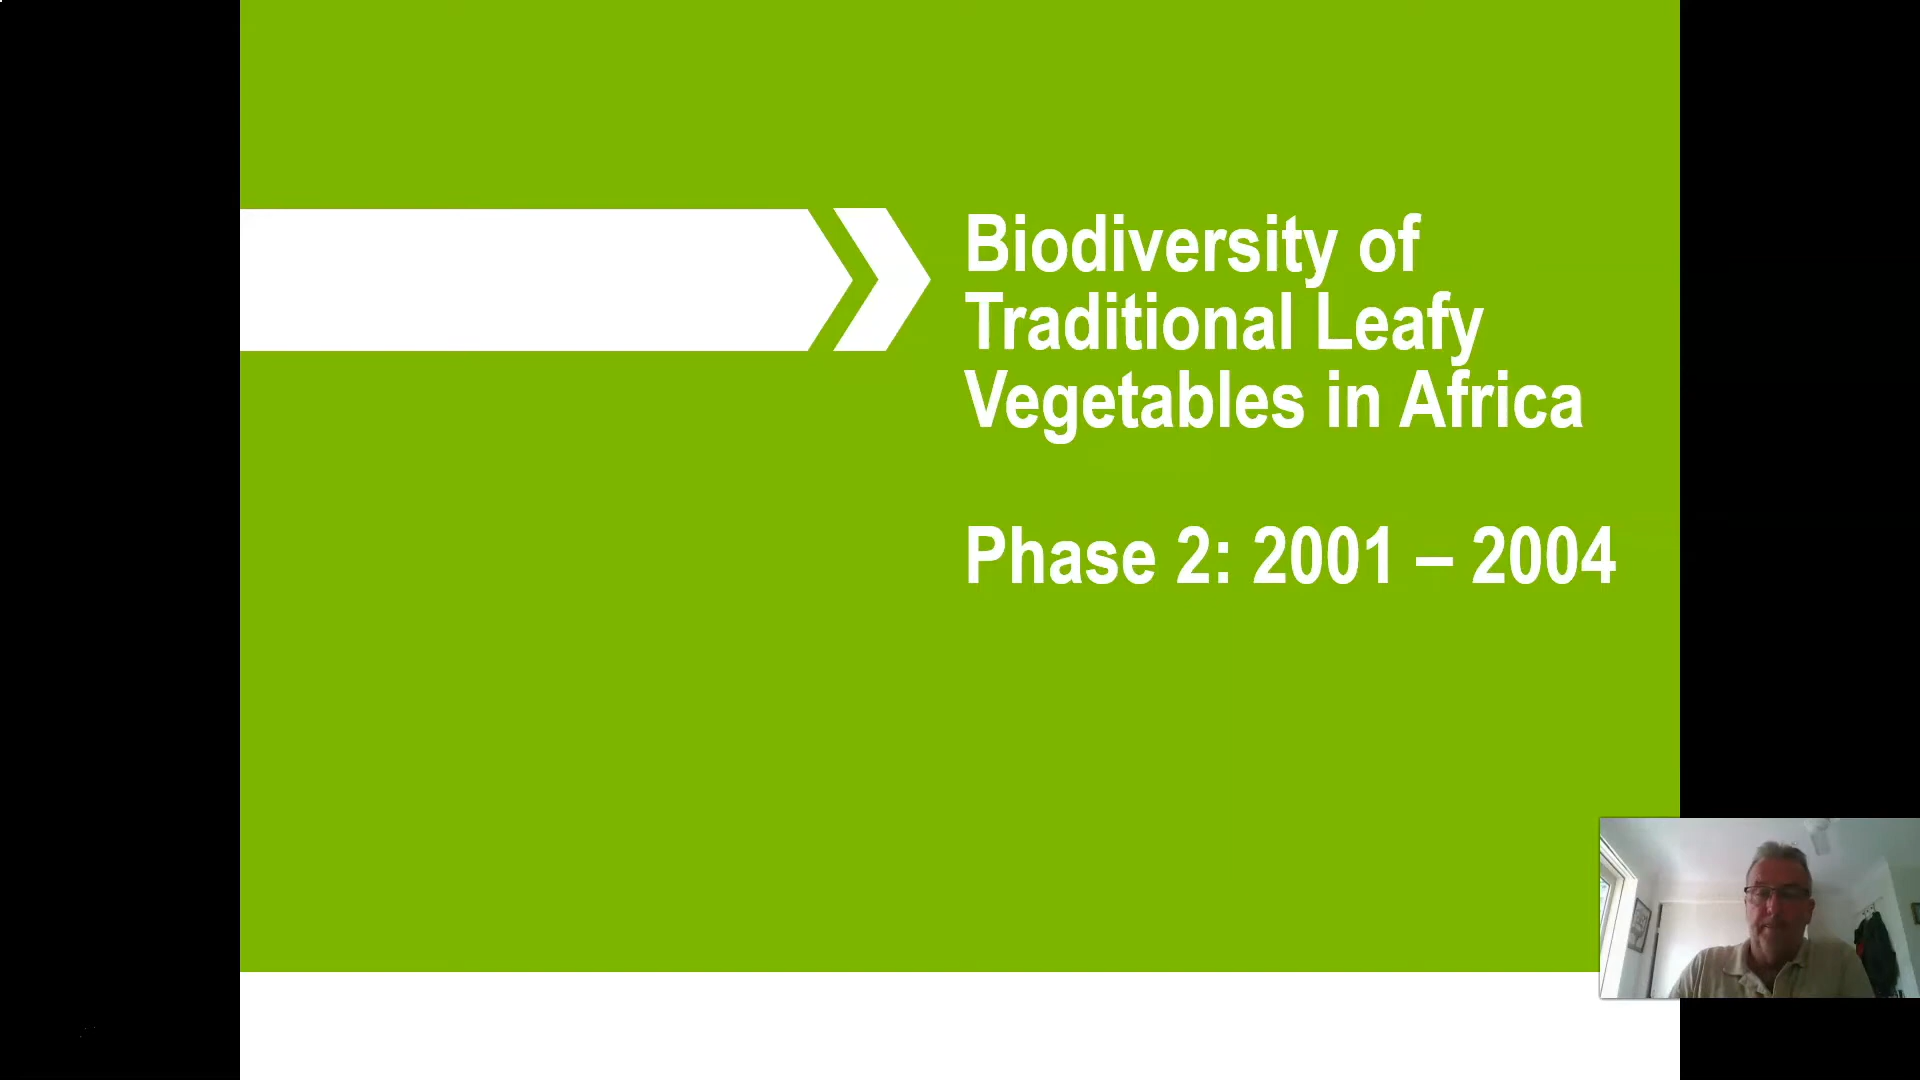 Biodiversity of
Traditional Leafy
Vegetables in Africa
Phase 2: 2001 – 2004